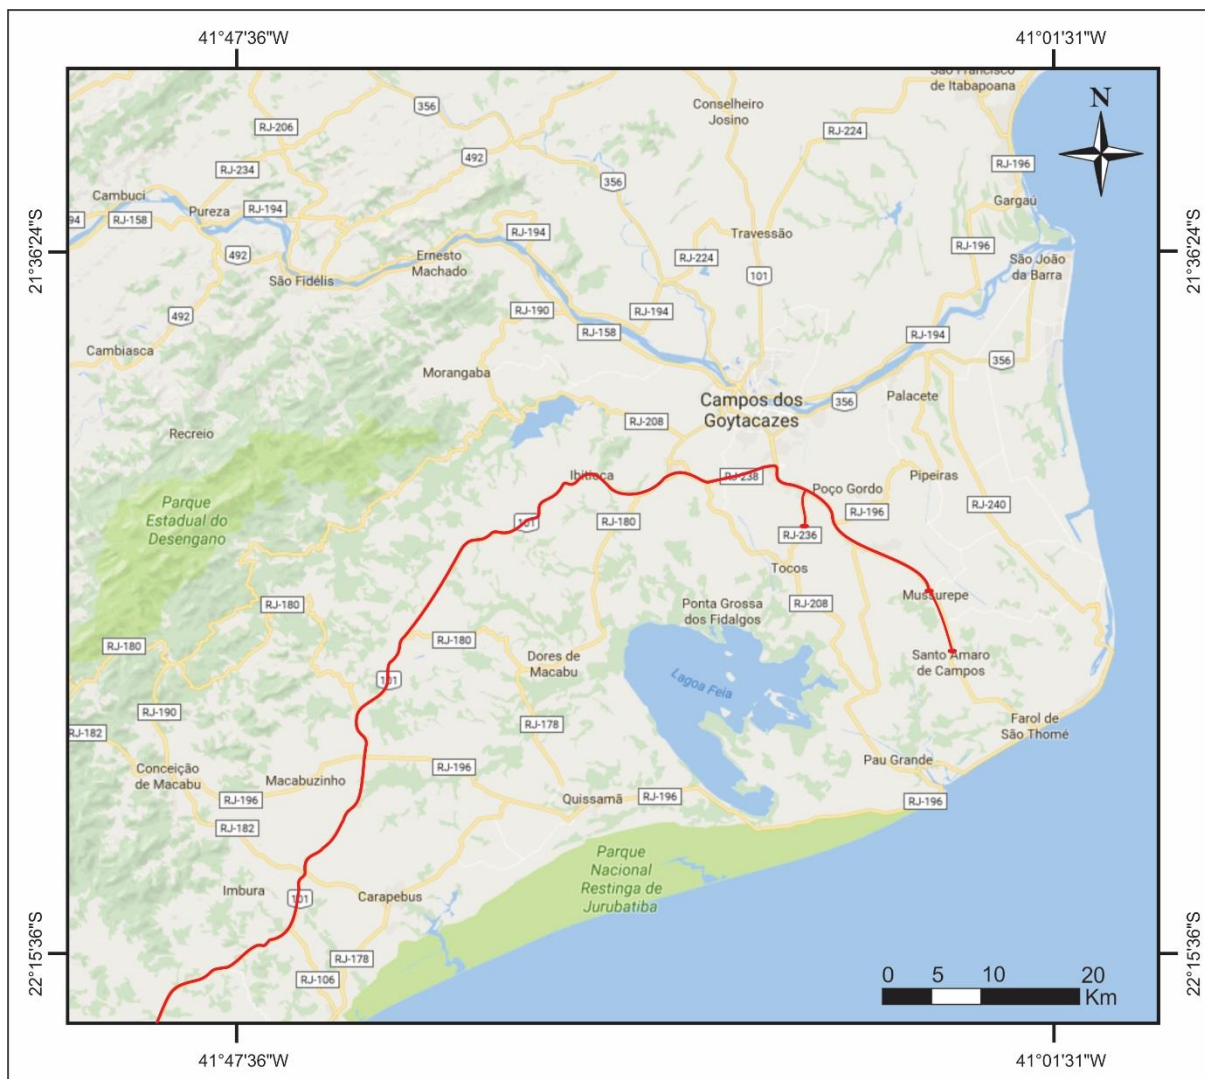 41°47'36"W
41°01'31"W
São Francisco
de Itabapoana
N
356
Conselheiro
Josino
RJ-206
RJ-224
492
RJ-234
RJ-196
356
Cambuci
Gargaú
94
RJ-158
Pureza
RJ-194
RJ-194
Travessão
RJ-196
21°36'24"S
492
Ernesto
Machado
RJ-224
São João
da Barra
21°36'24"S
São Fidélis
101
492
RJ-190
RJ-194
RJ-158
RJ-194
Cambiasca
356
Morangaba
Campos dos
Goytacazes
356
Palacete
RJ-208
Recreio
Ibitioca
RJ-238
Poço Gordo
Pipeiras
Parque
Estadual do
Desengano
RJ-240
101
RJ-180
RJ-196
RJ-236
Tocos
Mussurepe
RJ-180
Ponta Grossa
dos Fidalgos
RJ-208
RJ-180
RJ-180
Dores de
Macabu
Santo Amaro
de Campos
101
Lagoa Feia
RJ-190
RJ-178
Farol de
São Thomé
RJ-182
Conceição
de Macabu
Macabuzinho
RJ-196
Pau Grande
RJ-196
Quissamã
RJ-196
RJ-196
RJ-182
Parque
Nacional
Restinga de
Jurubatiba
Imbura
101
Carapebus
22°15'36"S
22°15'36"S
RJ-178
RJ-106
0 5 10 20
Km
41°47'36"W
41°01'31"W